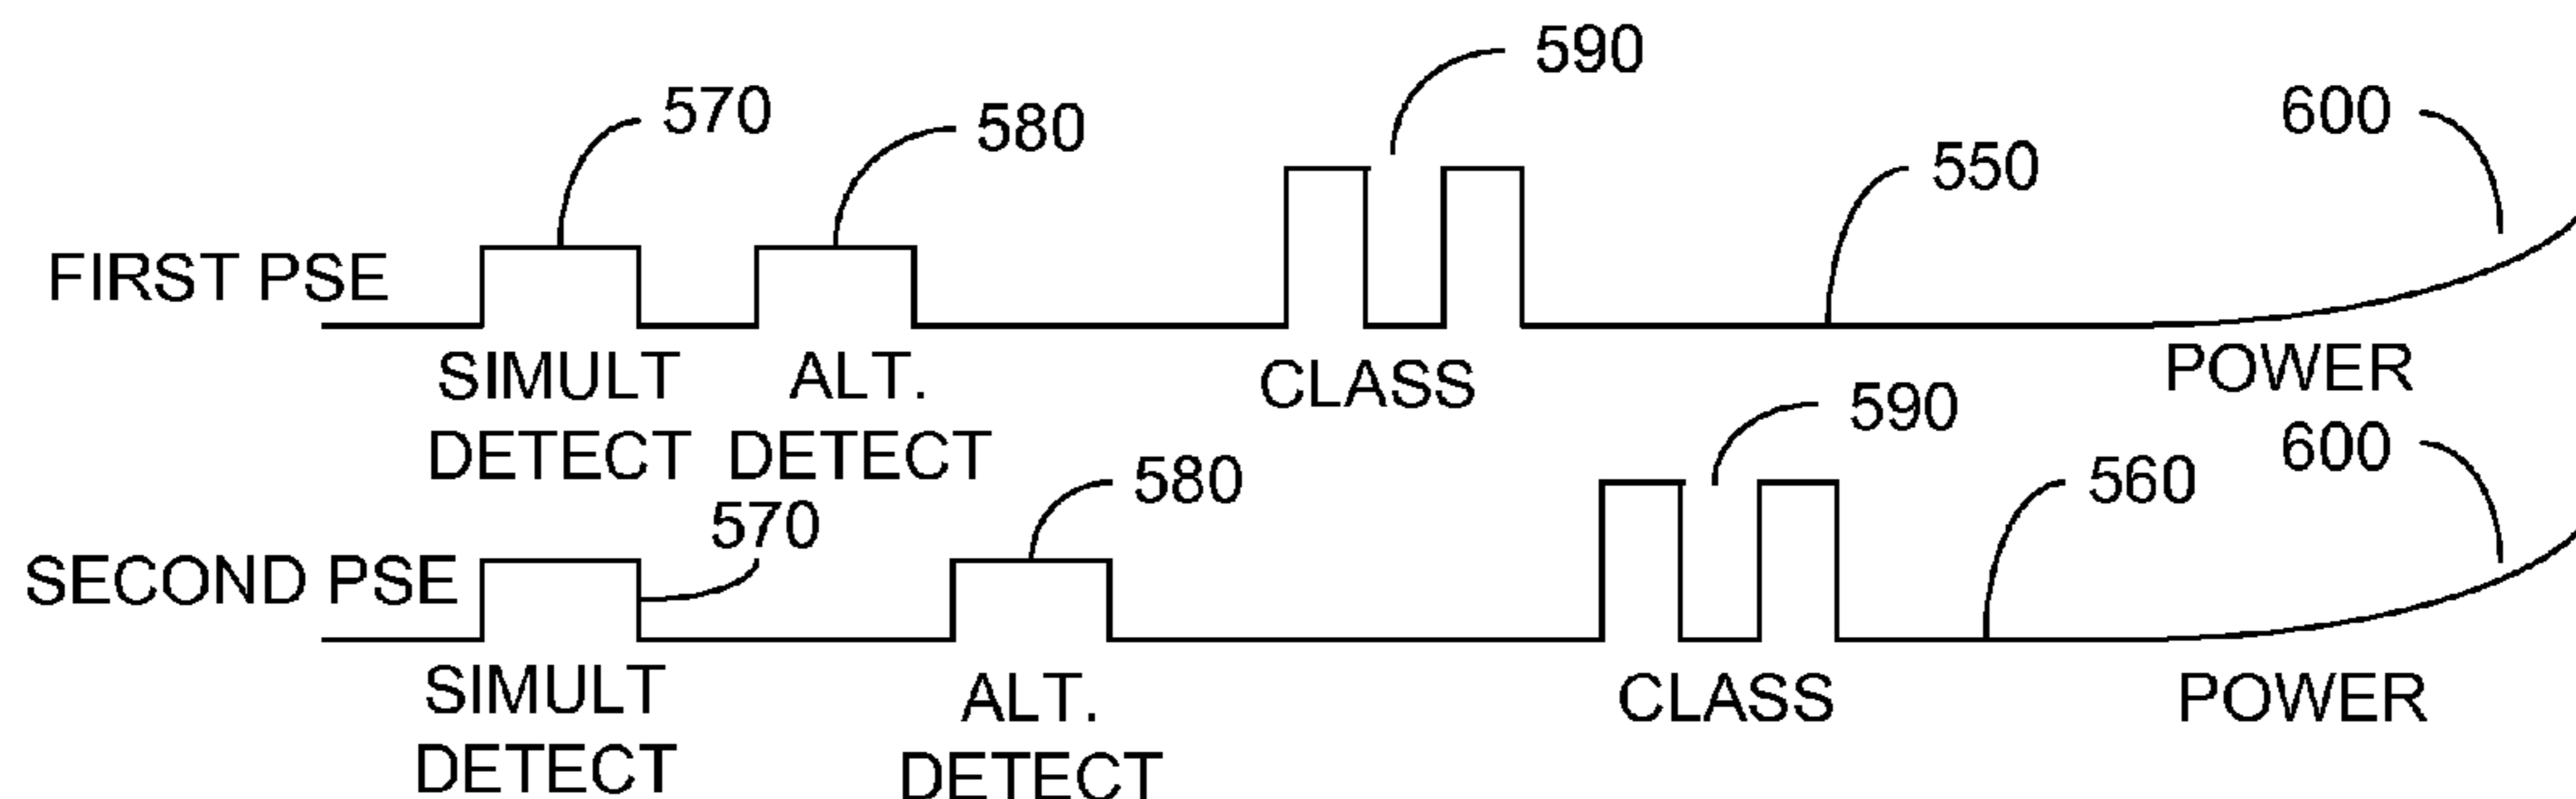 590
570
580
600
550
FIRST PSE
SIMULT
DETECT
ALT.
DETECT
CLASS
POWER
590
600
580
560
570
SECOND PSE
SIMULT
DETECT
ALT.
DETECT
CLASS
POWER